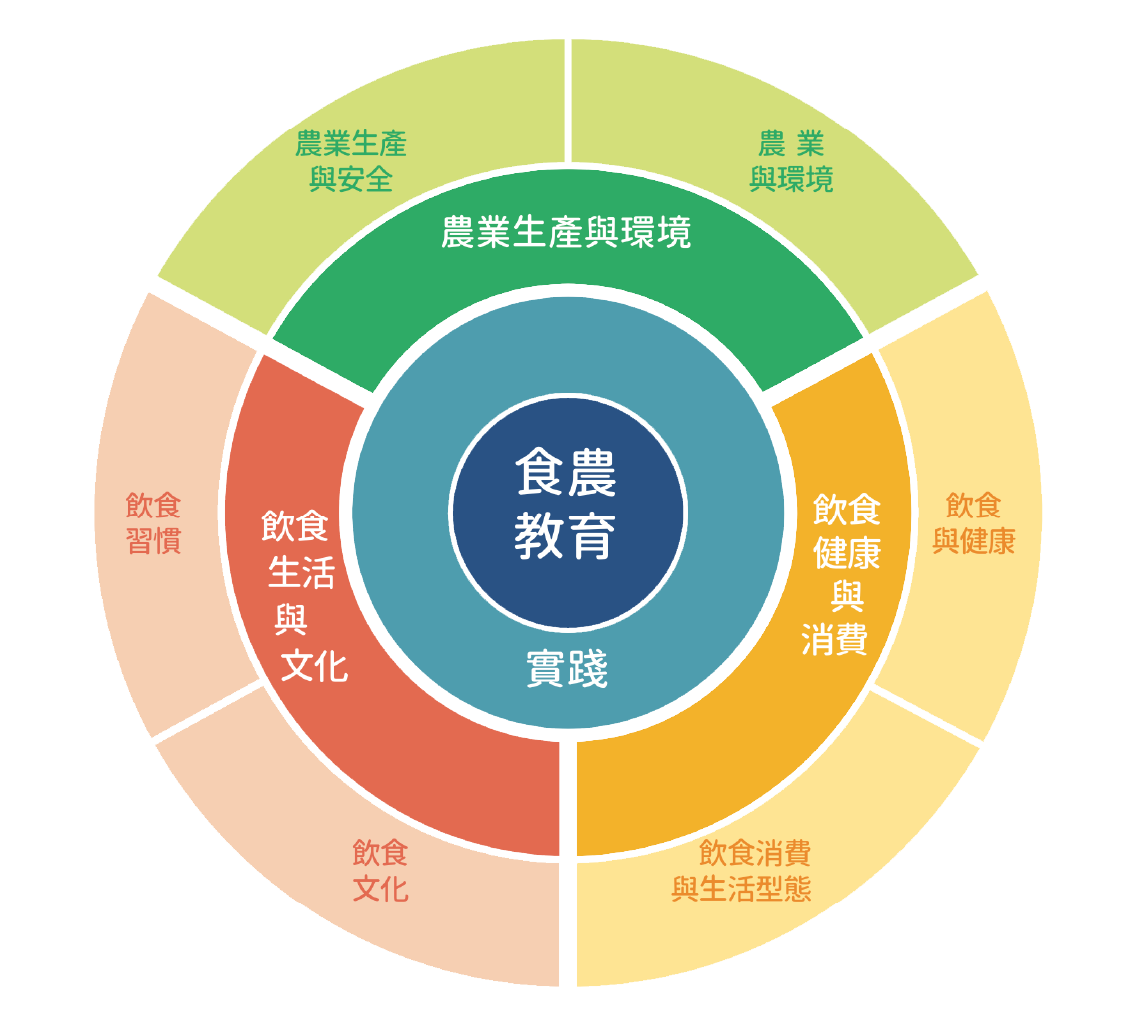 農業生產
與安全
農 業
與環境
農業生產與環境
飲食
習慣
飲食
生活
與
文化
食農
教育
實踐
飲食
健康
與
消費
飲食
與健康
飲食
文化
飲食消費
與生活型態